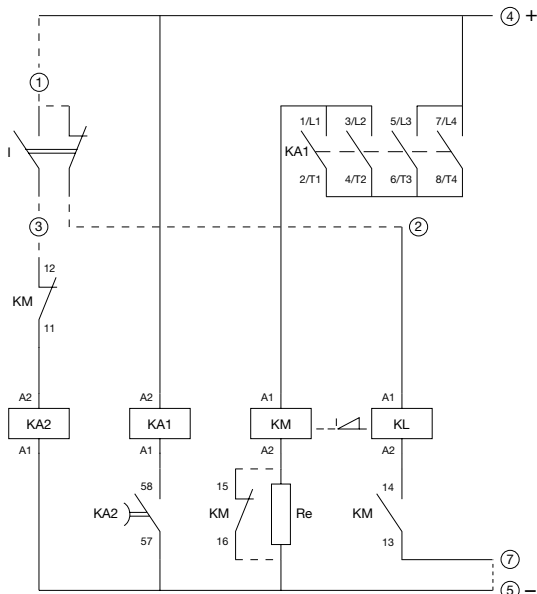 4 +
1
1/L1 3/L2 5/L3 7/L4
I
KA1
2/T1 4/T2 6/T3 8/T4
3
2
12
KM
11
A2 A2 A1 A1
KA2 KA1 KM KL
A1 A1 A2 A2
58 15 14
KA2 KM Re KM
57 16 13
7
5 –